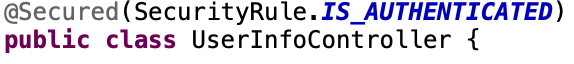 @Secured(SecurityRule.IS_AUTHENTICATED)
public class UserInfoController {